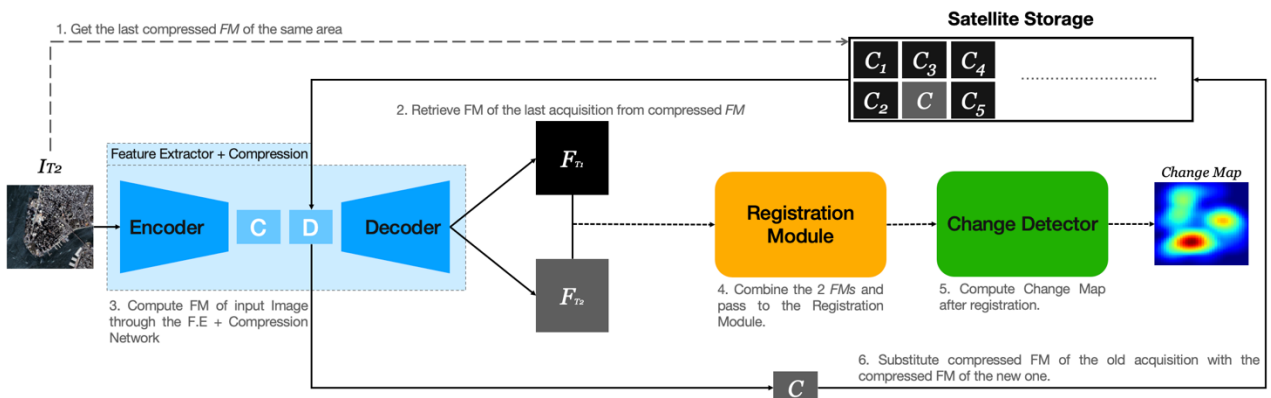 Satellite Storage
1. Get the last compressed FM of the same area
C1 C3 C4
C2 C C5
2. Retrieve FM of the last acquisition from compressed FM
IT2
Feature Extractor + Compression
FT1
Change Map
Encoder
C
D
Decoder
Registration
Module
Change Detector
FT2
3. Compute FM of input Image
through the F.E + Compression
Network
4. Combine the 2 FMs and
pass to the Registration
Module.
5. Compute Change Map
after registration.
6. Substitute compressed FM of the old acquisition with the
compressed FM of the new one.
C